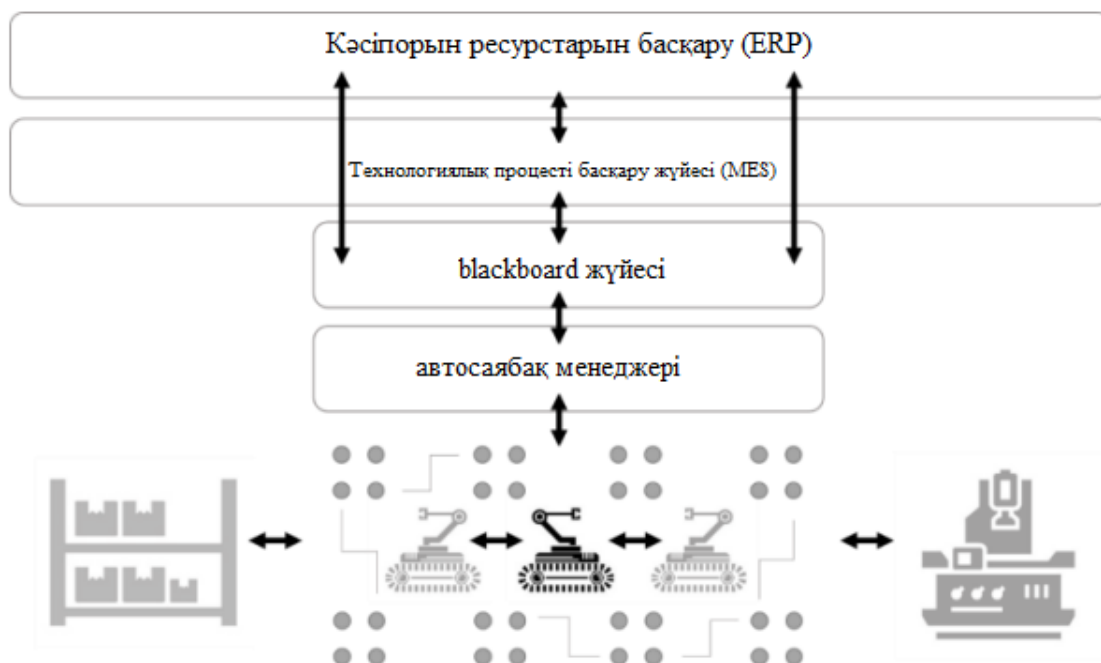 Кәсіпорын ресурстарын басқару (ERP)
Технологиялық процесті басқару жүйесі (MES)
blackboard жүйесі
автосаябақ менеджері